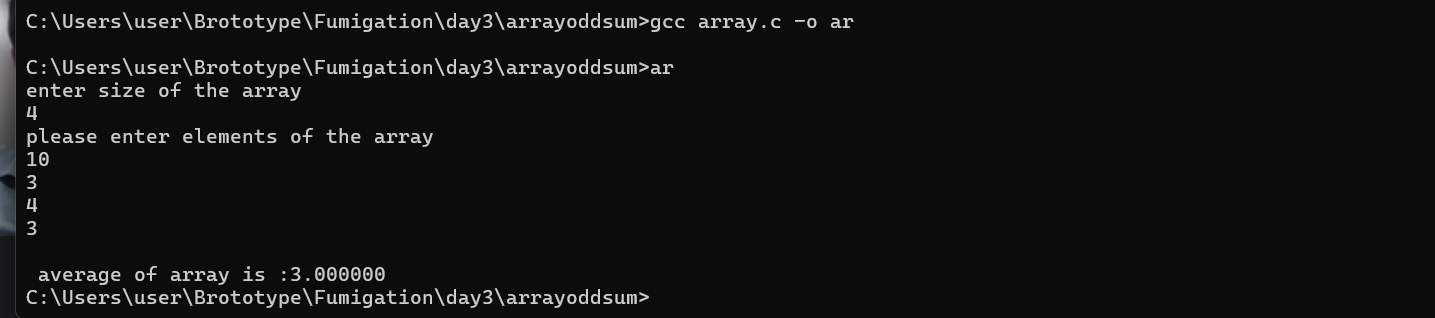 C:\Users\user\Brototype\Fumigation\day3\arrayoddsum>gcc array.c -o ar
C:\Users\user\Brototype\Fumigation\day3\arrayoddsum>ar
enter size of the array
4
please enter elements of the array
10
3
4
3
average of array is :3.000000
C:\Users\user\Brototype\Fumigation\day3\arrayoddsum>